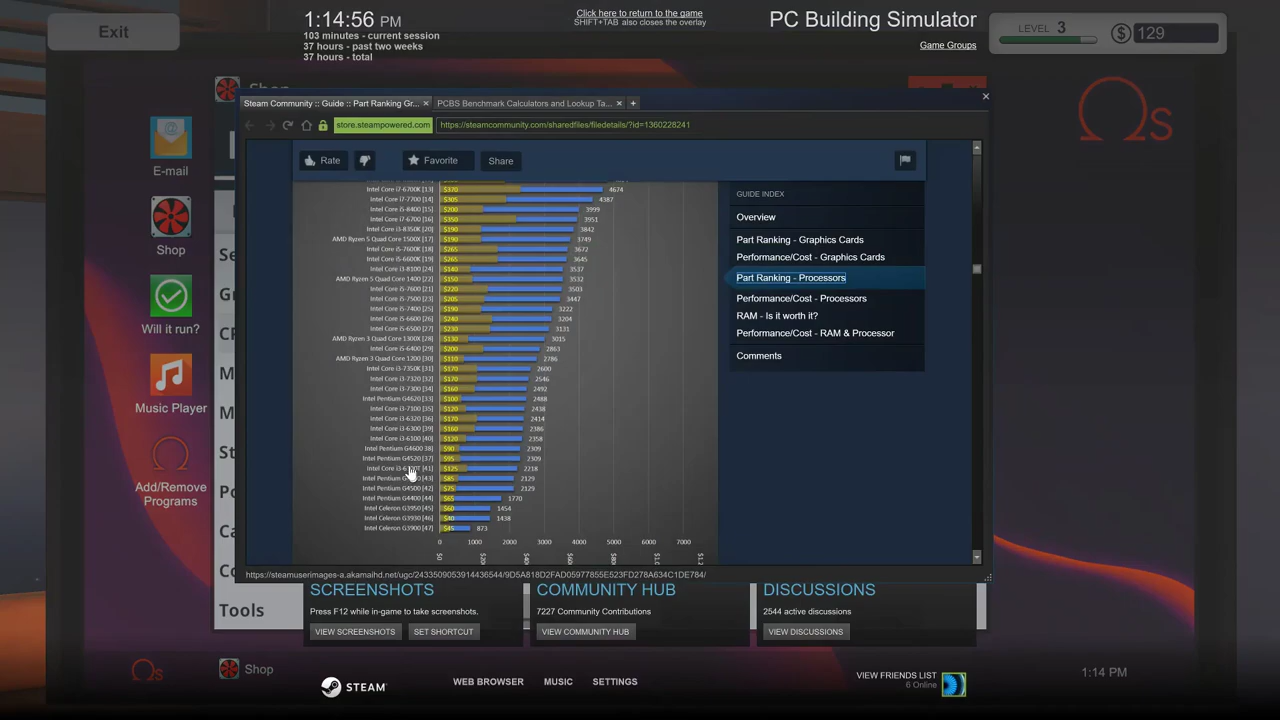 Exit
1:14:56 PM
103 minutes - current session
37 hours - past two weeks
37 hours - total
Click here to return to the game
SHIFT+TAB also closes the overlay
PC Building Simulator
Game Groups
LEVEL 3
$ 129
Steam Community :: Guide :: Part Ranking Gr...
PCBS Benchmark Calculators and Lookup Ta...
store.steampowered.com
https://steamcommunity.com/sharedfiles/filedetails/?id=1360228241
Rate
Favorite
Share
E-mail
Shop
Will it run?
Music Player
Add/Remove
Programs
Intel Core i7-6700K [13] $370 4674
Intel Core i7-7700 [14] $305 4387
Intel Core i5-8400 [15] $200 3999
Intel Core i7-6700 [16] $350 3951
Intel Core i3-8350K [20] $190 3842
AMD Ryzen 5 Quad Core 1500X [17] $190 3749
Intel Core i5-7600K [18] $265 3672
Intel Core i5-6600K [19] $265 3645
Intel Core i3-8100 [24] $140 3537
AMD Ryzen 5 Quad Core 1400 [22] $150 3532
Intel Core i5-7600 [21] $220 3503
Intel Core i5-7500 [23] $205 3447
Intel Core i5-7400 [25] $190 3222
Intel Core i5-6600 [26] $240 3204
Intel Core i5-6500 [27] $230 3131
AMD Ryzen 3 Quad Core 1300X [28] $130 3015
Intel Core i5-6400 [29] $200 2863
AMD Ryzen 3 Quad Core 1200 [30] $110 2786
Intel Core i3-7350K [31] $170 2600
Intel Core i3-7320 [32] $170 2546
Intel Core i3-7300 [34] $160 2492
Intel Pentium G4620 [33] $100 2488
Intel Core i3-7100 [35] $120 2438
Intel Core i3-6320 [36] $170 2414
Intel Core i3-6300 [39] $160 2386
Intel Core i3-6100 [40] $120 2358
Intel Pentium G4600 38] $90 2309
Intel Pentium G4520 [37] $95 2309
Intel Core [41] $125 2218
Intel Pentium [43] $85 2129
Intel Pentium G4500 [42] $75 2129
Intel Pentium G4400 [44] $65 1770
Intel Celeron G3950 [45] $60 1454
Intel Celeron G3930 [46] $40 1438
Intel Celeron G3900 [47] $45 873
0 1000 2000 3000 4000 5000 6000 7000
GUIDE INDEX
Overview
Part Ranking - Graphics Cards
Performance/Cost - Graphics Cards
Part Ranking - Processors
Performance/Cost - Processors
RAM - Is it worth it?
Performance/Cost - RAM & Processor
Comments
https://steamuserimages-a.akamaihd.net/ugc/2433509053914436544/9D5A818D2FAD05977855E523FD278A634C1DE784/
Tools
SCREENSHOTS
Press F12 while in-game to take screenshots.
VIEW SCREENSHOTS
SET SHORTCUT
COMMUNITY HUB
7227 Community Contributions
VIEW COMMUNITY HUB
DISCUSSIONS
2544 active discussions
VIEW DISCUSSIONS
Shop
1:14 PM
STEAM
WEB BROWSER
MUSIC
SETTINGS
VIEW FRIENDS LIST
6 Online